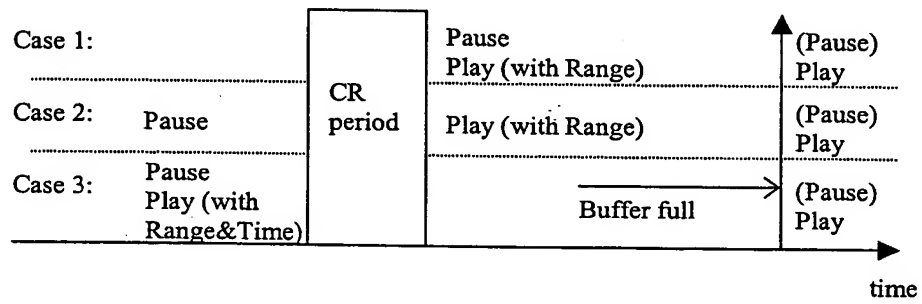 Case 1:
Pause
Play (with Range)
(Pause)
Play
CR
period
Case 2:
Pause
Play (with Range)
(Pause)
Play
Case 3:
Pause
Play (with
Range&Time)
Buffer full
(Pause)
Play
time